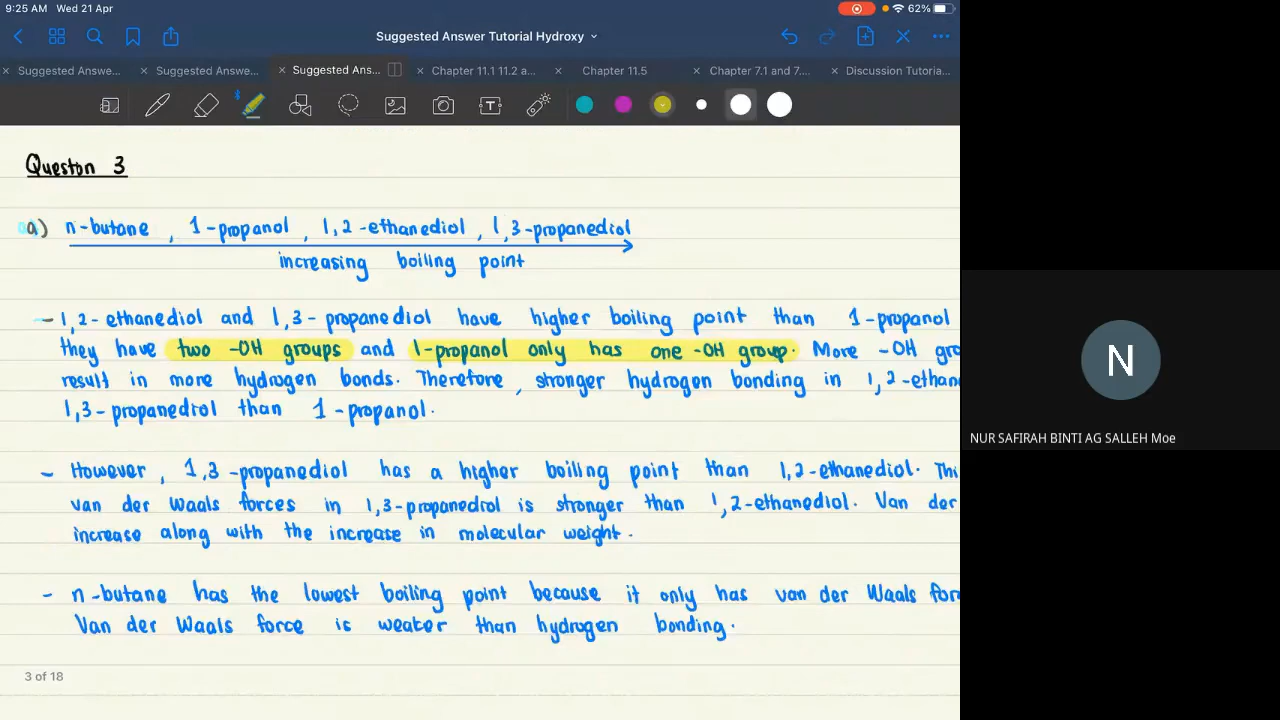 9:25 AM Wed 21 Apr
62%
Suggested Answer Tutorial Hydroxy
Suggested Answe...
Suggested Answe...
Suggested Ans...
Chapter 11.1 11.2 a...
Chapter 11.5
Chapter 7.1 and 7....
Discussion Tutoria...
Queston 3
a) n-butane , 1-propanol , 1,2-ethanediol , 1,3-propanediol
increasing boiling point
- 1,2-ethanediol and 1,3-propanediol have higher boiling point than 1-propanol
they have two -OH groups and 1-propanol only has one -OH group. More -OH gro
result in more hydrogen bonds. Therefore, stronger hydrogen bonding in 1,2-ethan
1,3-propanediol than 1-propanol.
- However, 1,3-propanediol has a higher boiling point than 1,2-ethanediol. Thi
van der Waals forces in 1,3-propanediol is stronger than 1,2-ethanediol. Van der
increase along with the increase in molecular weight.
- n-butane has the lowest boiling point because it only has van der Waals for
Van der Waals force is weaker than hydrogen bonding.
3 of 18
N
NUR SAFIRAH BINTI AG SALLEH Moe